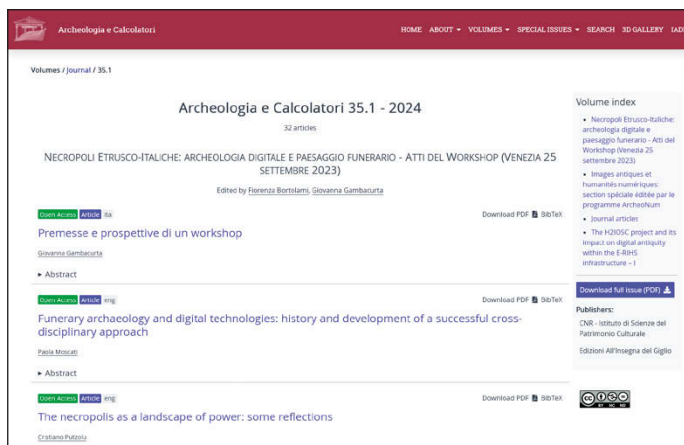 Archeologia e Calcolatori
HOME ABOUT VOLUMES SPECIAL ISSUES SEARCH 3D GALLERY IADI
Volumes / Journal / 35.1
Archeologia e Calcolatori 35.1 - 2024
32 articles
NECROPOLI ETRUSCO-ITALICHE: ARCHEOLOGIA DIGITALE E PAESAGGIO FUNERARIO - ATTI DEL WORKSHOP (VENEZIA 25
SETTEMBRE 2023)
Edited by Fiorenza Bortolami, Giovanna Gambacurta
Open Access Article ita
Download PDF BibTeX
Premesse e prospettive di un workshop
Giovanna Gambacurta
Abstract
Open Access Article eng
Download PDF BibTeX
Funerary archaeology and digital technologies: history and development of a successful cross-
disciplinary approach
Paola Moscati
Abstract
Open Access Article eng
Download PDF BibTeX
The necropolis as a landscape of power: some reflections
Cristiano Putzolu
Volume index
• Necropoli Etrusco-Italiche:
archeologia digitale e
paesaggio funerario - Atti del
Workshop (Venezia 25
settembre 2023)
• Images antiques et
humanités numériques:
section spéciale éditée par le
programme ArcheoNum
• Journal articles
• The H2IOSC project and its
impact on digital antiquity
within the E-RIHS
infrastructure – I
Download full issue (PDF)
Publishers:
CNR - Istituto di Scienze del
Patrimonio Culturale
Edizioni All'Insegna del Giglio
CC
BY NC ND